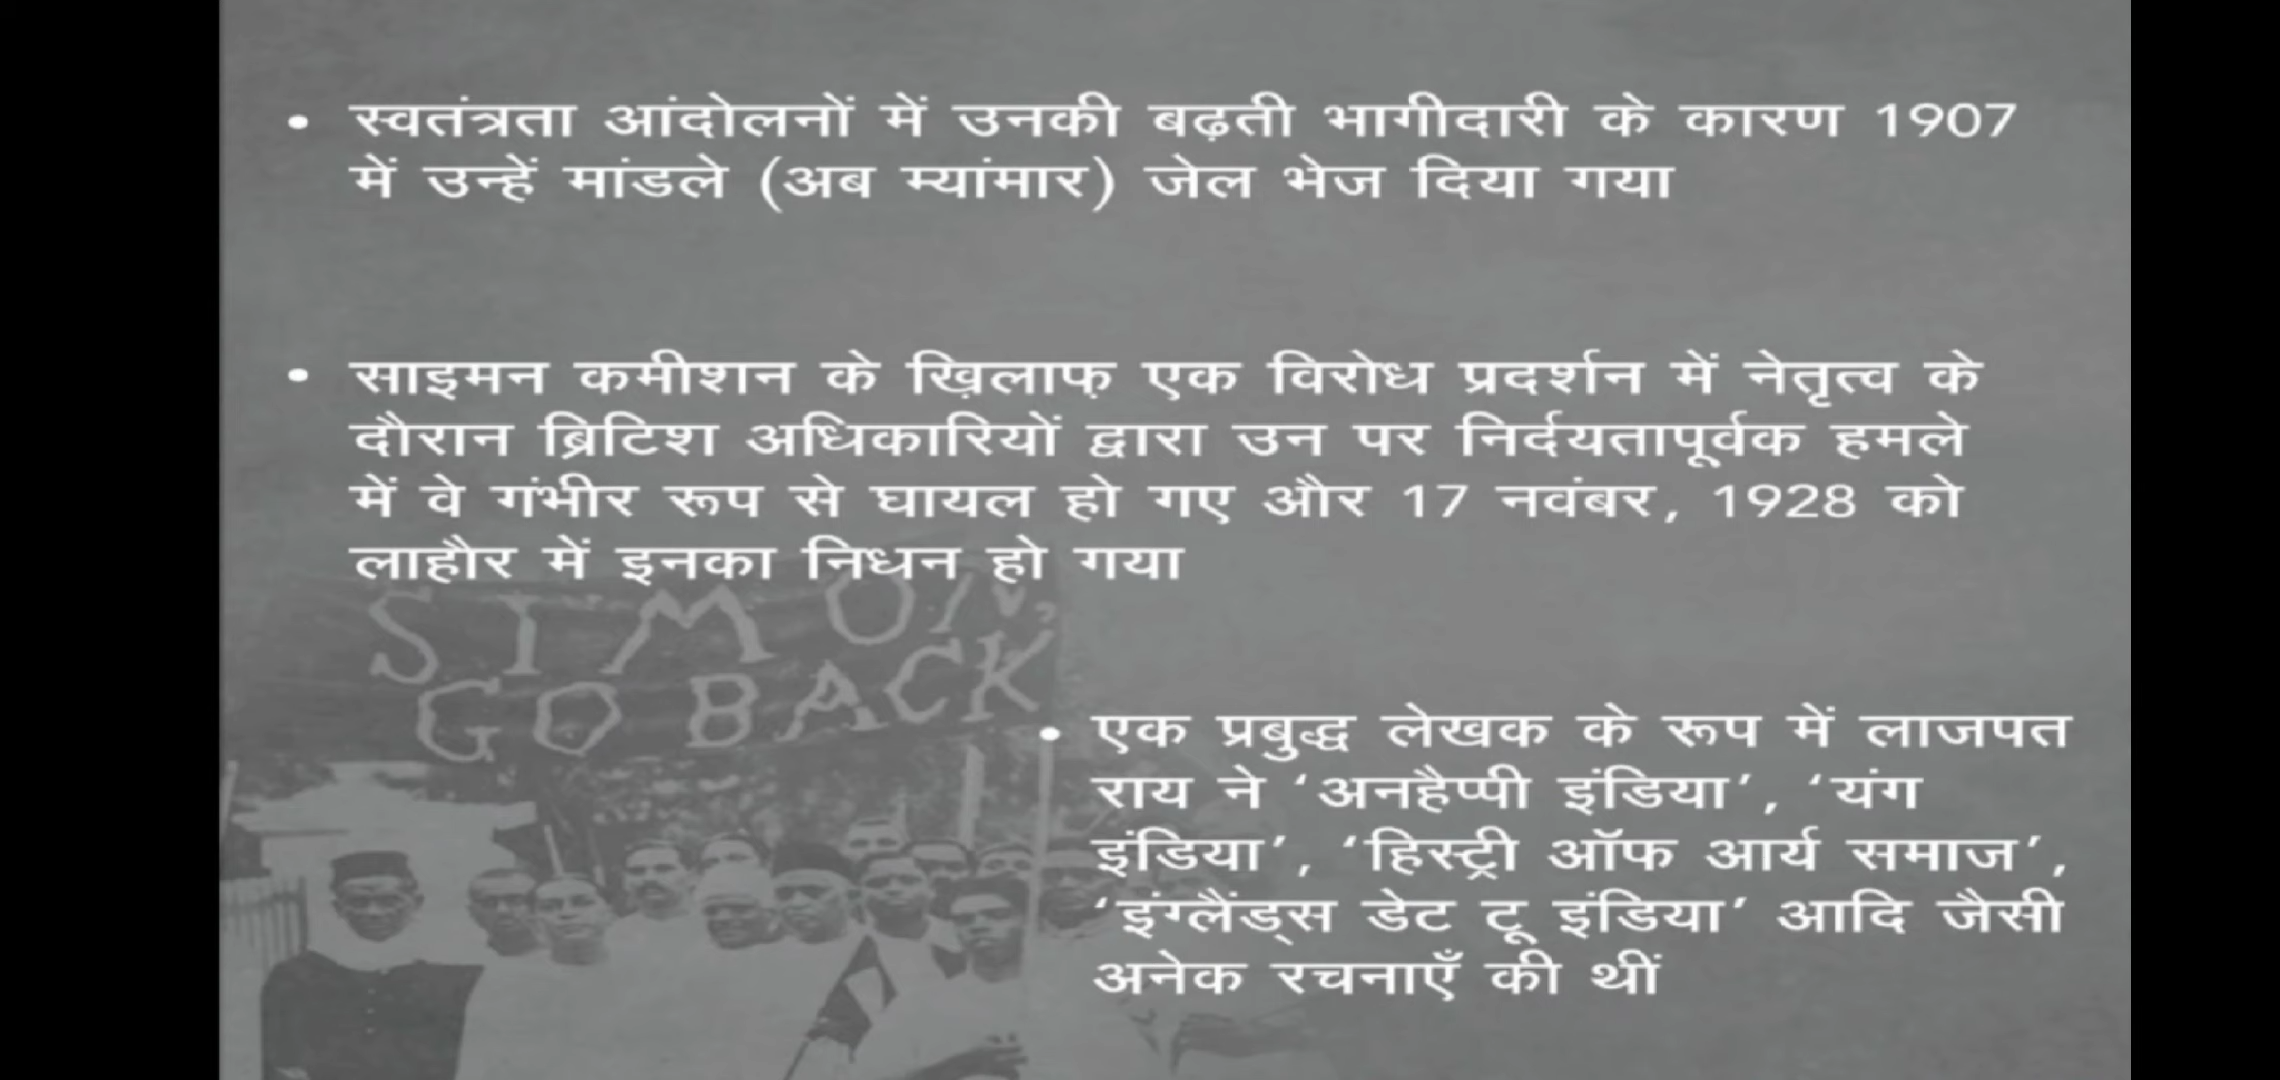 • स्वतंत्रता आंदोलनों में उनकी बढ़ती भागीदारी के कारण 1907
में उन्हें मांडले (अब म्यांमार) जेल भेज दिया गया
• साइमन कमीशन के ख़िलाफ़ एक विरोध प्रदर्शन में नेतृत्व के
दौरान ब्रिटिश अधिकारियों द्वारा उन पर निर्दयतापूर्वक हमले
में वे गंभीर रूप से घायल हो गए और 17 नवंबर, 1928 को
लाहौर में इनका निधन हो गया
SIMON,
GO BACK
• एक प्रबुद्ध लेखक के रूप में लाजपत
राय ने ‘अनहैप्पी इंडिया’, ‘यंग
इंडिया’, ‘हिस्ट्री ऑफ आर्य समाज’,
‘इंग्लैंड्स डेट टू इंडिया’ आदि जैसी
अनेक रचनाएँ की थीं